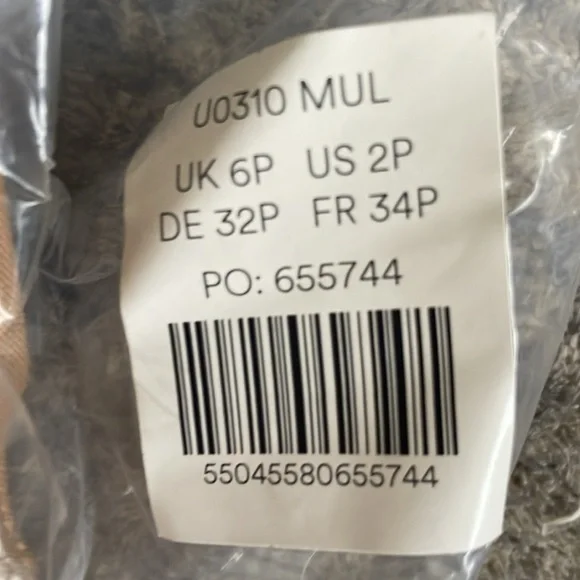 U0310 MUL
UK 6P US 2P
DE 32P FR 34P
PO: 655744
55045580655744